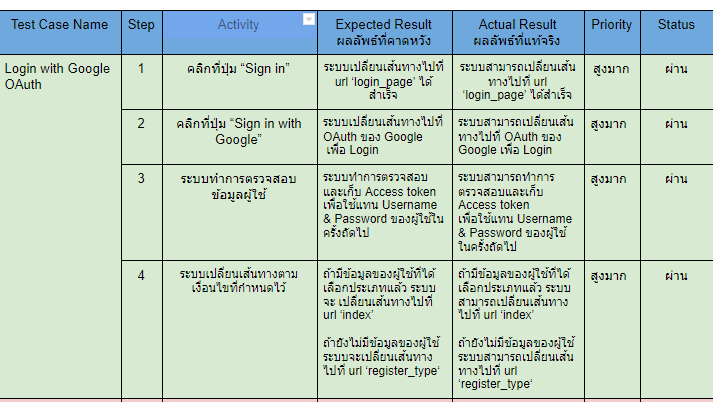 Test Case Name
Step
Activity
Expected Result
ผลลัพธ์ที่คาดหวัง
Actual Result
ผลลัพธ์ที่แท้จริง
Priority
Status
Login with Google
OAuth
1
คลิกที่ปุ่ม “Sign in”
ระบบเปลี่ยนเส้นทางไปที่
url ‘login_page’ ได้
สำเร็จ
ระบบสามารถเปลี่ยนเส้น
ทางไปที่ url
‘login_page’ ได้สำเร็จ
สูงมาก
ผ่าน
2
คลิกที่ปุ่ม “Sign in with
Google”
ระบบเปลี่ยนเส้นทางไปที่
OAuth ของ Google
เพื่อ Login
ระบบสามารถเปลี่ยนเส้น
ทางไปที่ OAuth ของ
Google เพื่อ Login
สูงมาก
ผ่าน
3
ระบบทำการตรวจสอบ
ข้อมูลผู้ใช้
ระบบทำการตรวจสอบ
และเก็บ Access token
เพื่อใช้แทน Username
& Password ของผู้ใช้ใน
ครั้งถัดไป
ระบบสามารถทำการ
ตรวจสอบและเก็บ
Access token
เพื่อใช้แทน Username
& Password ของผู้ใช้
ในครั้งถัดไป
สูงมาก
ผ่าน
4
ระบบเปลี่ยนเส้นทางตาม
เงื่อนไขที่กำหนดไว้
ถ้ามีข้อมูลของผู้ใช้ที่ได้
เลือกประเภทแล้ว ระบบ
จะ เปลี่ยนเส้นทางไปที่
url ‘index’
ถ้ายังไม่มีข้อมูลของผู้ใช้
ระบบจะเปลี่ยนเส้นทาง
ไปที่ url ‘register_type‘
ถ้ามีข้อมูลของผู้ใช้ที่ได้
เลือกประเภทแล้ว ระบบ
สามารถเปลี่ยนเส้นทาง
ไปที่ url ‘index’
ถ้ายังไม่มีข้อมูลของผู้ใช้
ระบบสามารถเปลี่ยนเส้น
ทางไปที่ url
‘register_type‘
สูงมาก
ผ่าน